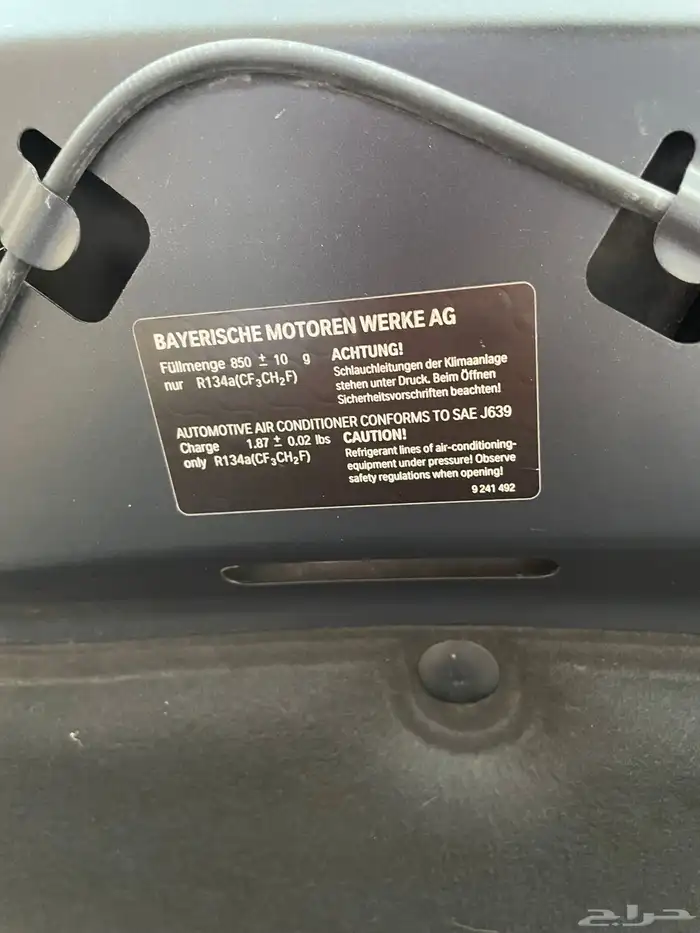 BAYERISCHE MOTOREN WERKE AG
Füllmenge 850 ± 10 g
nur R134a(CF₃CH₂F)
ACHTUNG!
Schlauchleitungen der Klimaanlage
stehen unter Druck. Beim Öffnen
Sicherheitsvorschriften beachten!
AUTOMOTIVE AIR CONDITIONER CONFORMS TO SAE J639
Charge 1.87 ± 0.02 lbs
only R134a(CF₃CH₂F)
CAUTION!
Refrigerant lines of air-conditioning-
equipment under pressure! Observe
safety regulations when opening!
9 241 492
حراج